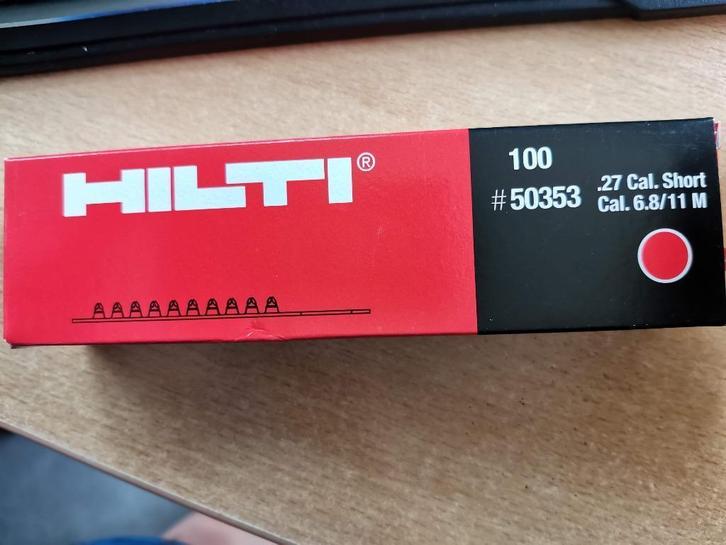 HILTI®
100
#50353
.27 Cal. Short
Cal. 6.8/11 M